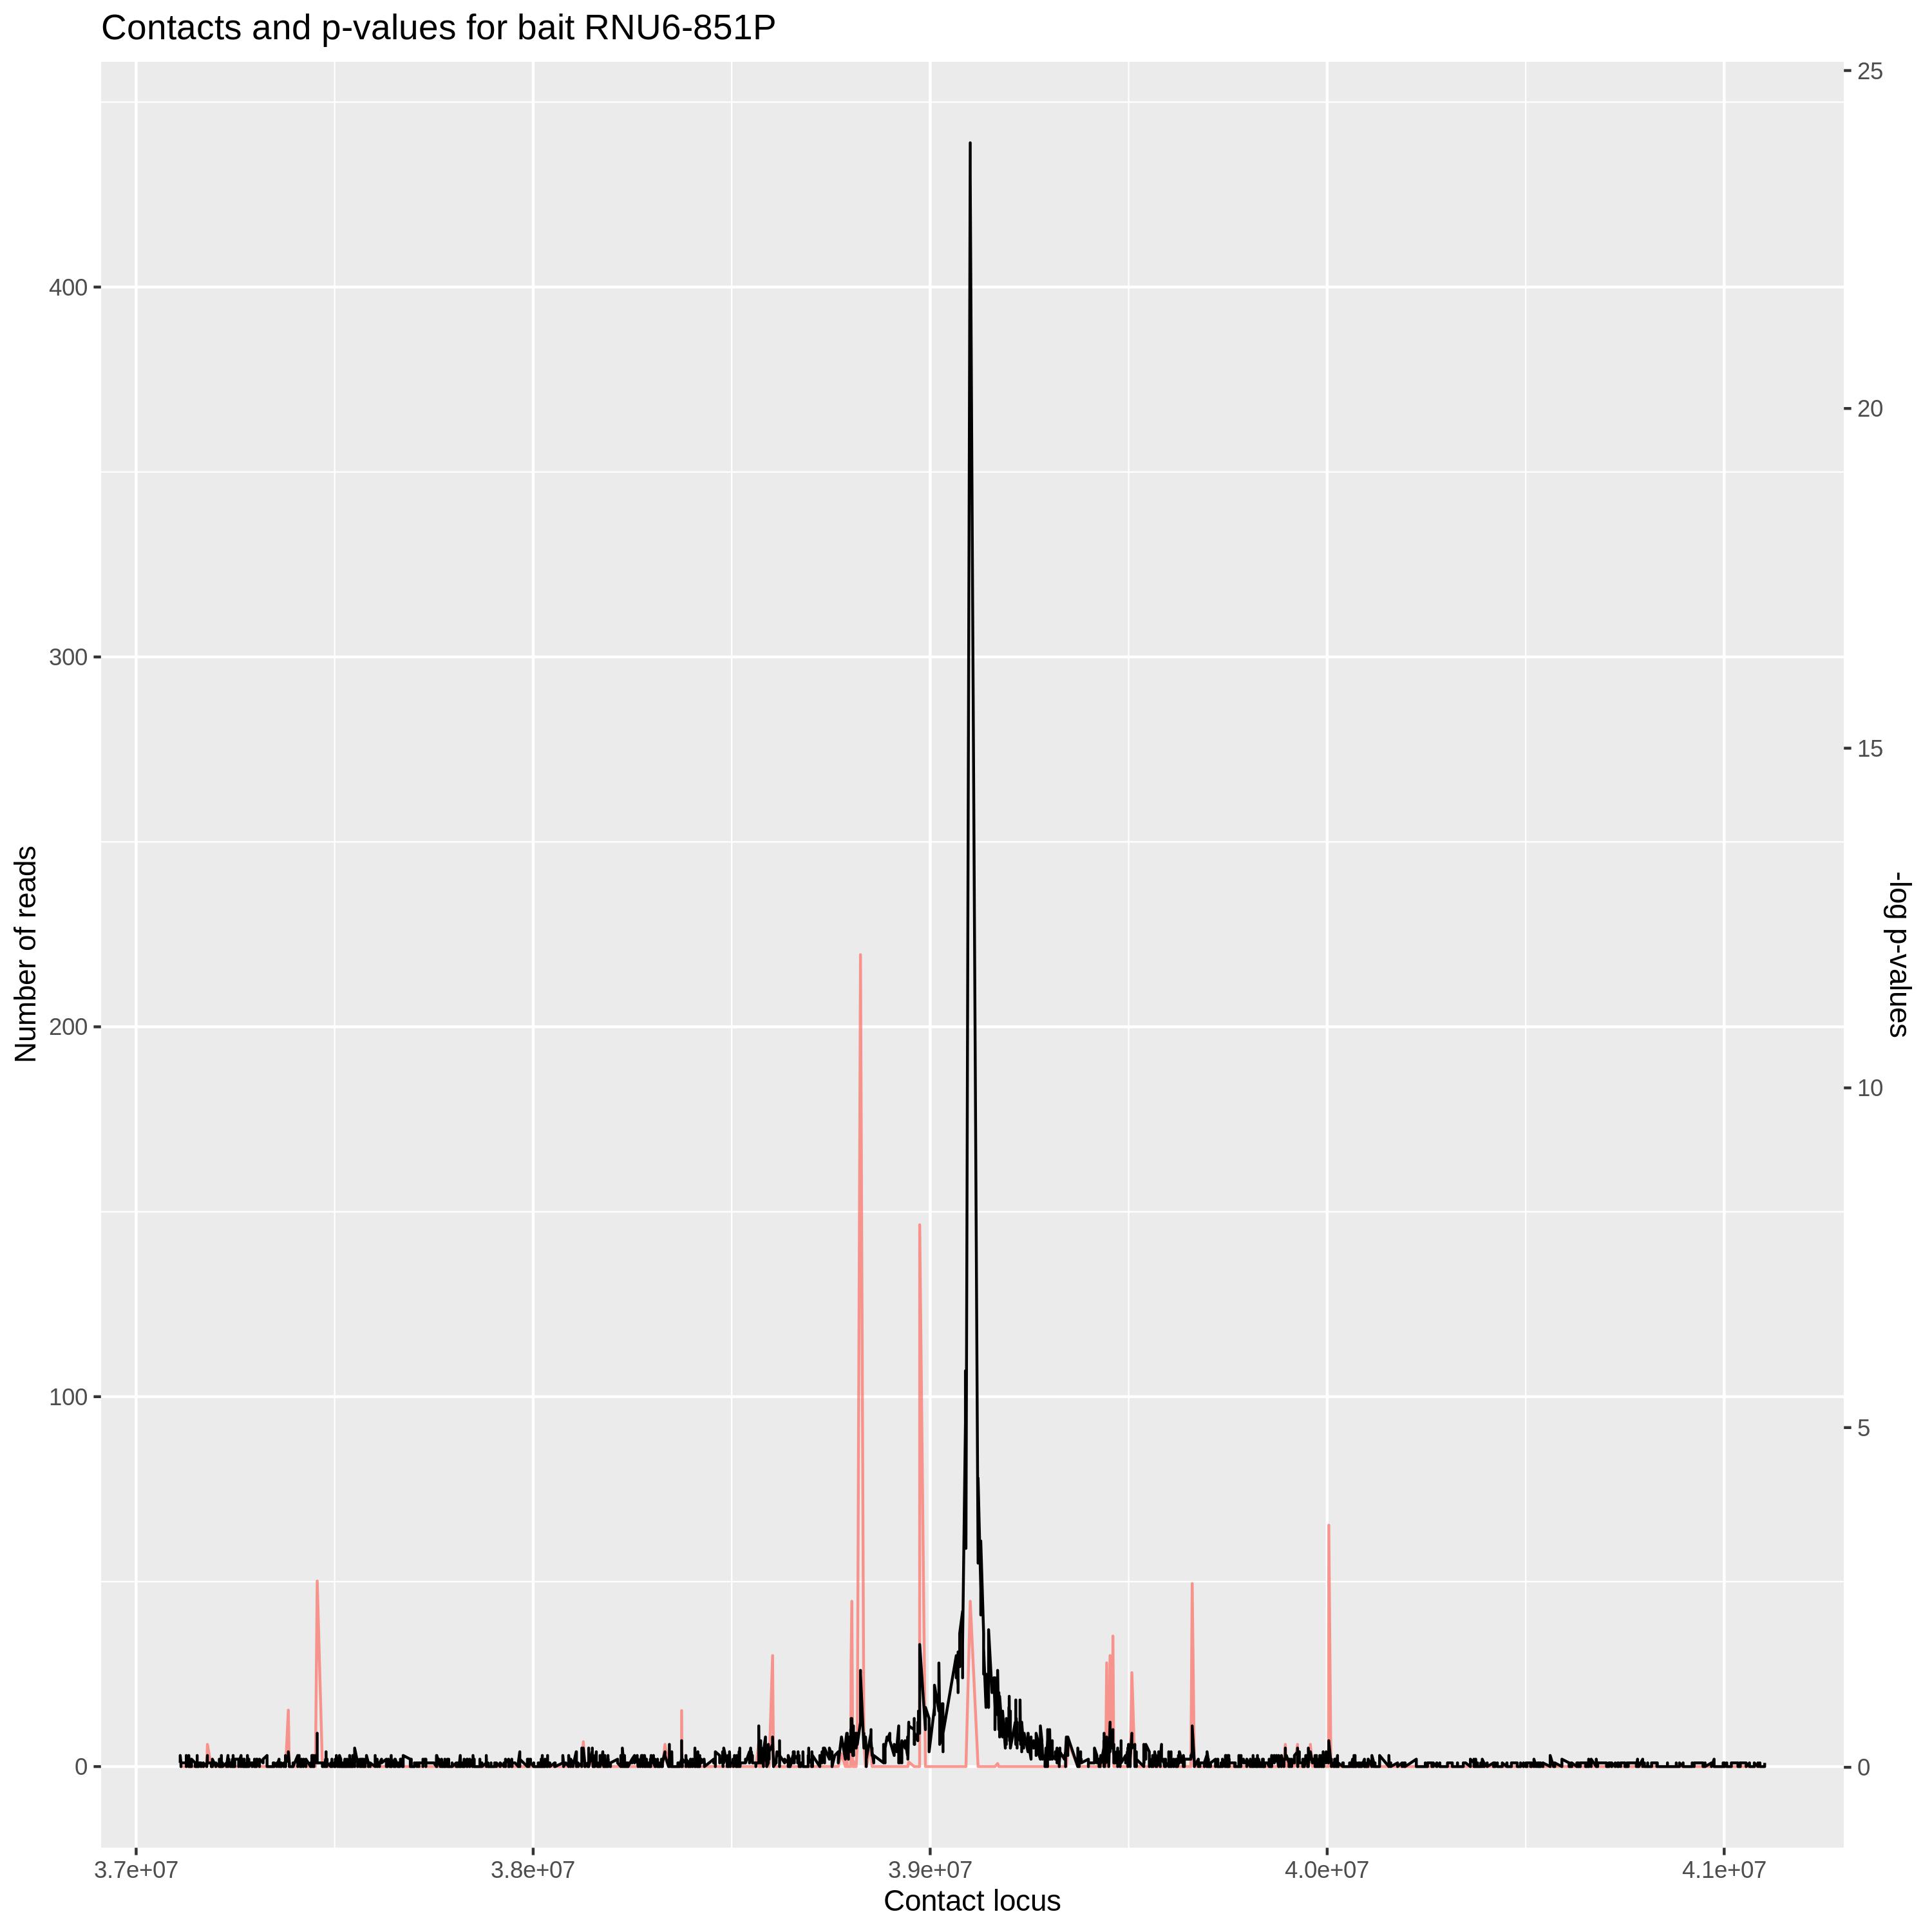 Contacts and p-values for bait RNU6-851P
25
400
20
300
15
Number of reads
-log p-values
200
10
100
5
0
0
3.7e+07
3.8e+07
3.9e+07
4.0e+07
4.1e+07
Contact locus